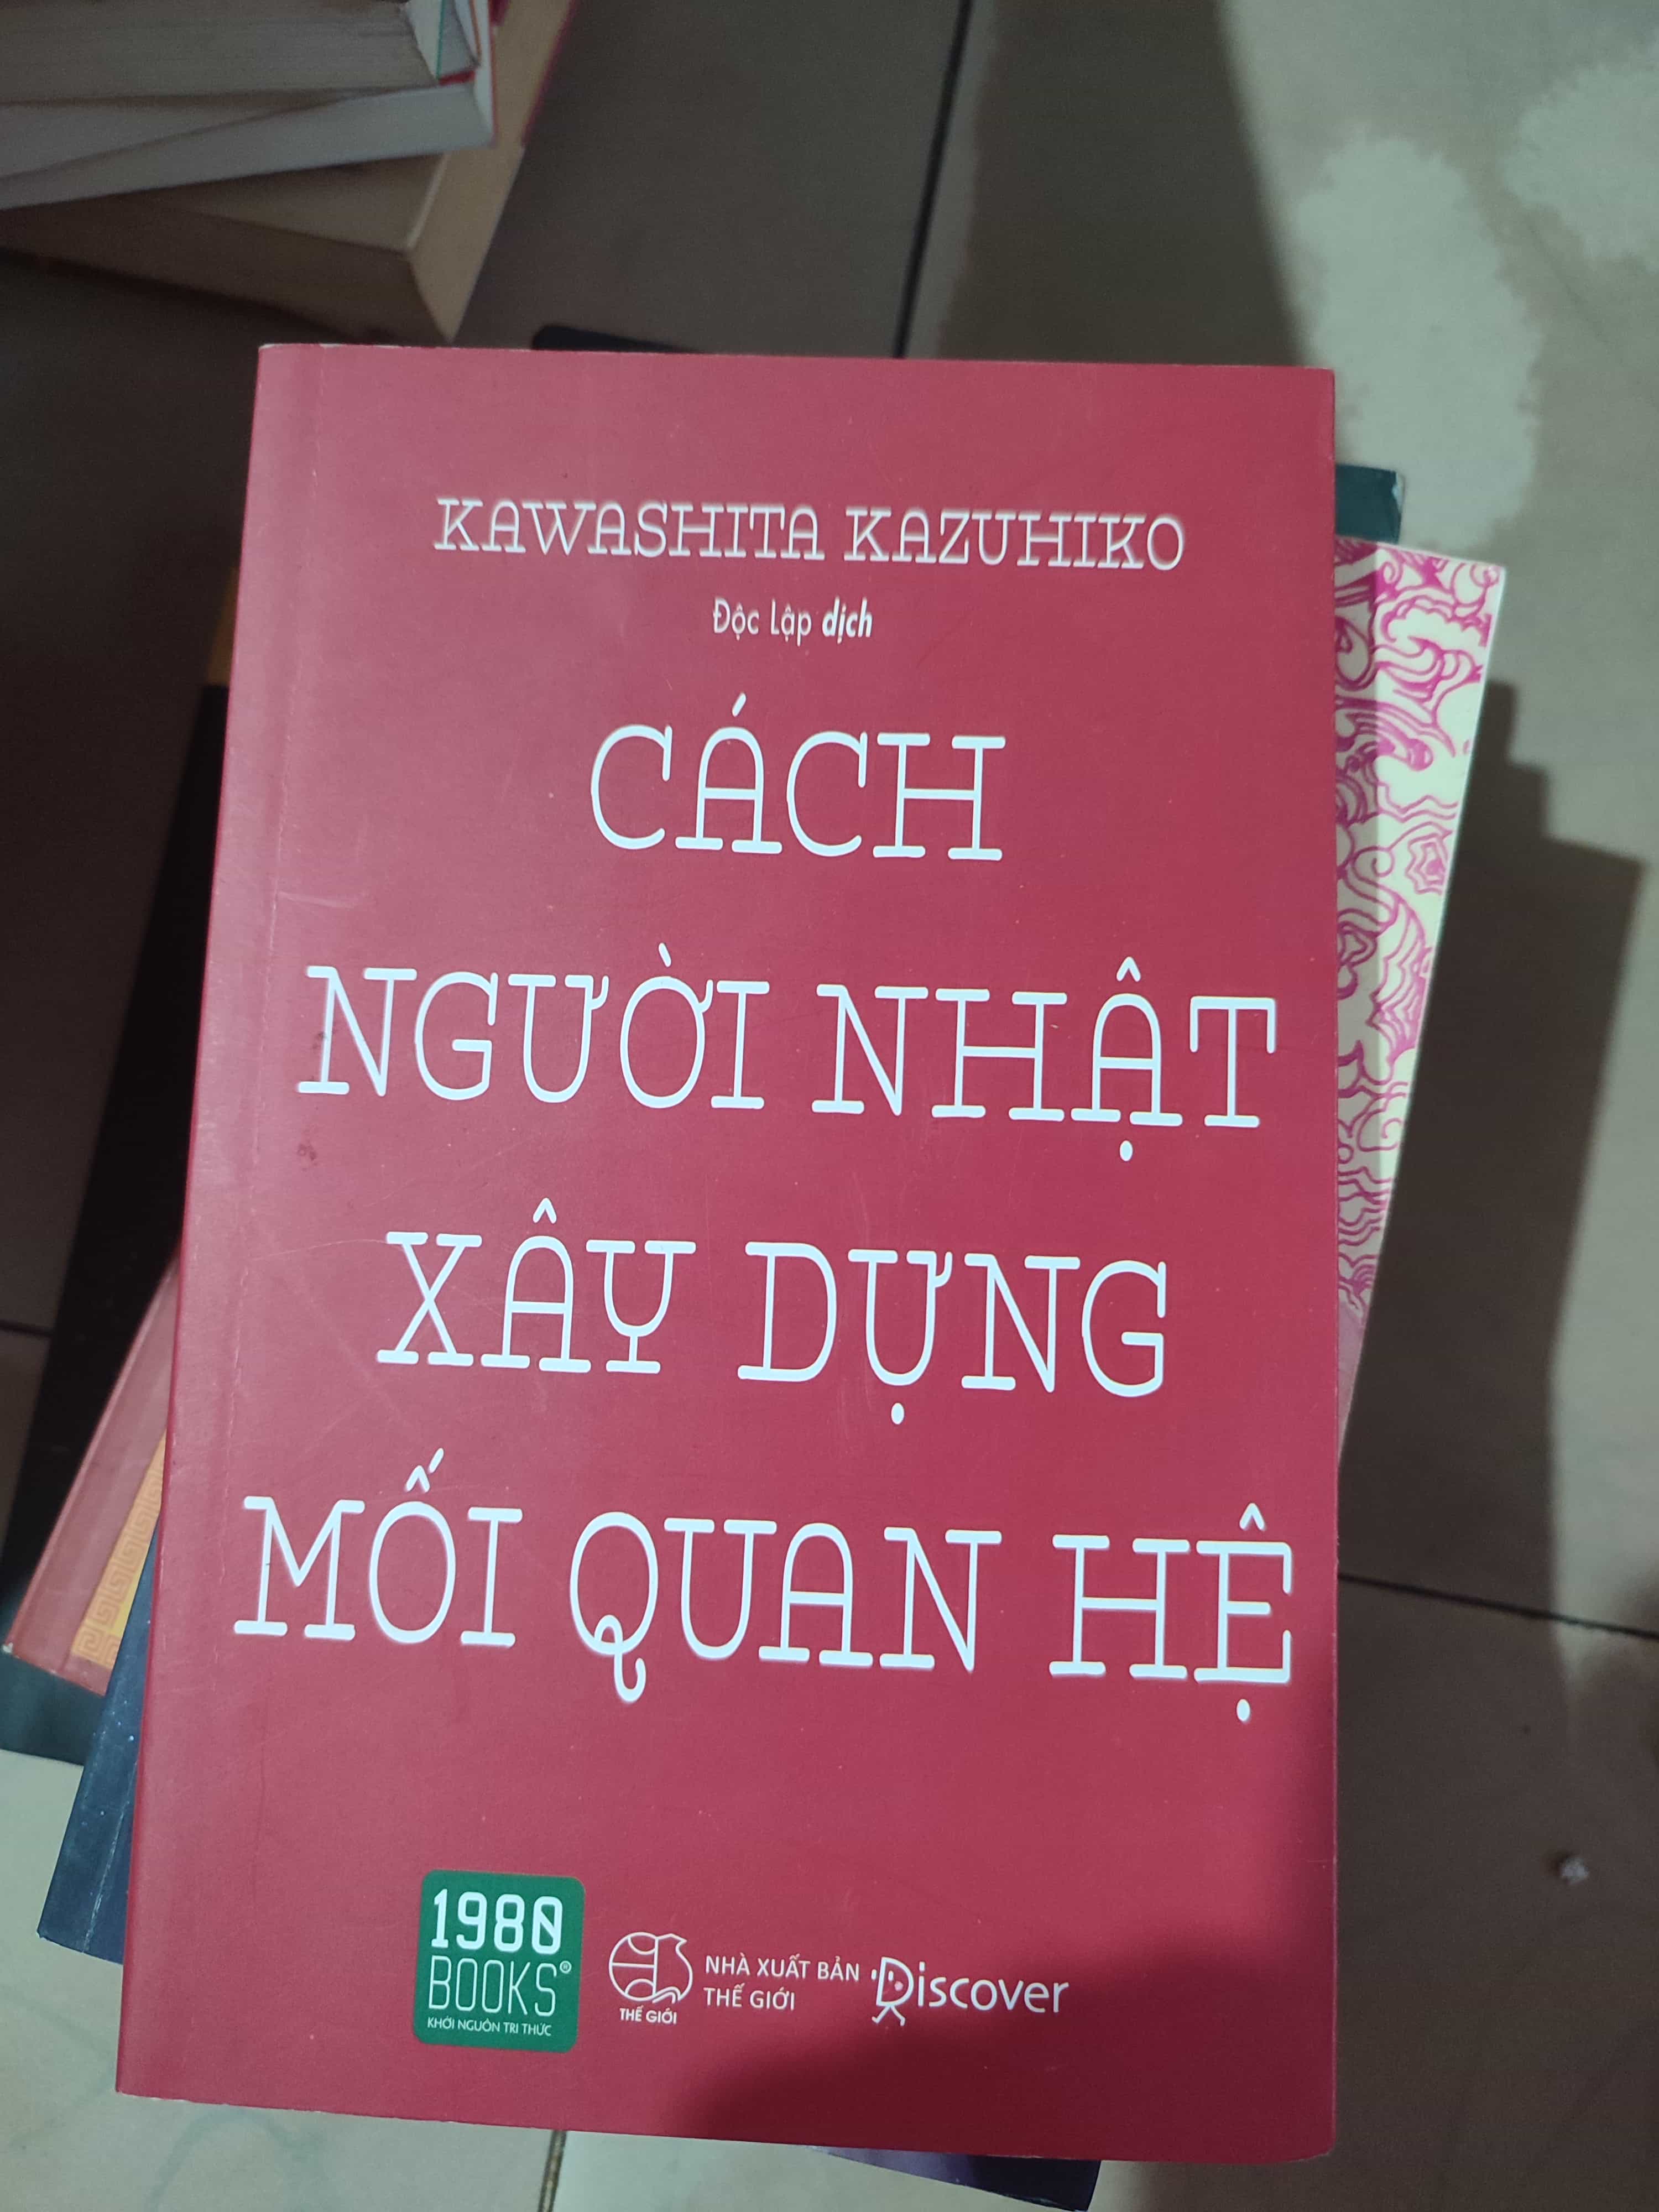 KAWASHITA KAZUHIKO
Độc Lập dịch
CÁCH
NGƯỜI NHẬT
XÂY DỰNG
MỐI QUAN HỆ
1980
BOOKS®
KHƠI NGUỒN TRI THỨC
THẾ GIỚI
NHÀ XUẤT BẢN
THẾ GIỚI
Discover